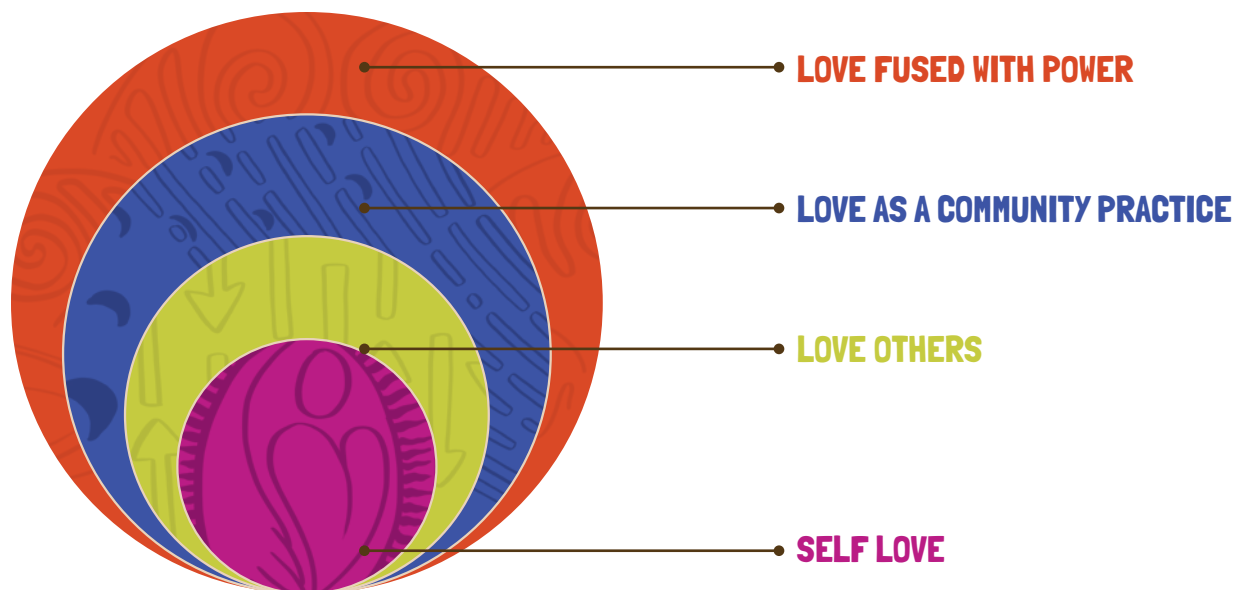 LOVE FUSED WITH POWER
LOVE AS A COMMUNITY PRACTICE
LOVE OTHERS
SELF LOVE